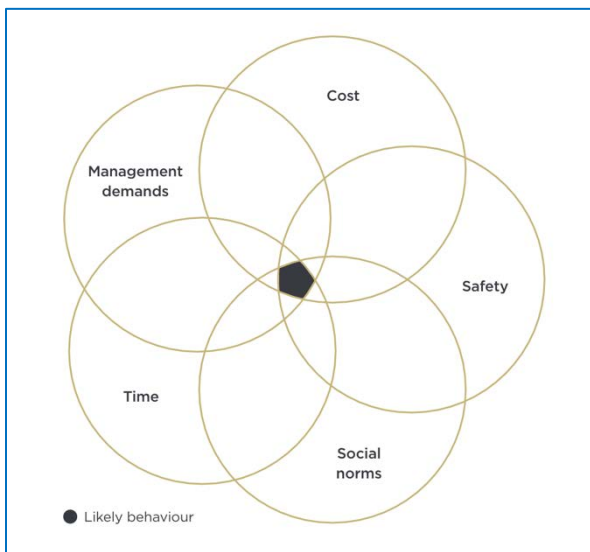 Cost
Management
demands
Safety
Time
Social
norms
Likely behaviour